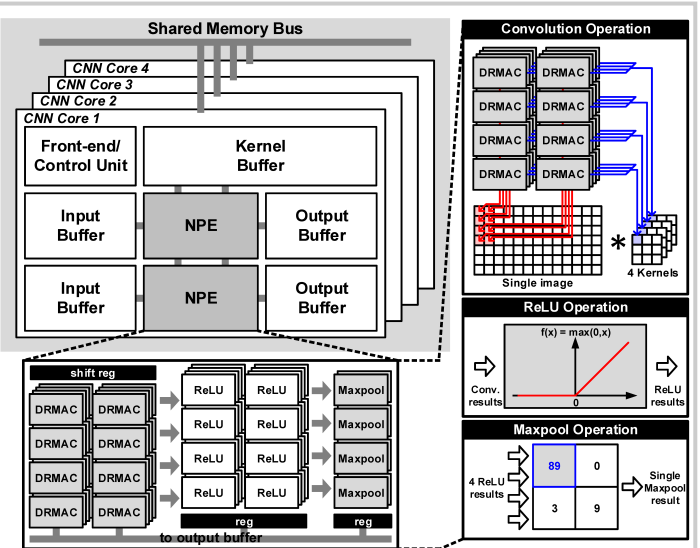 Shared Memory Bus
CNN Core 4
CNN Core 3
CNN Core 2
CNN Core 1
Front-end/
Control Unit
Kernel
Buffer
Input
Buffer
NPE
Output
Buffer
Input
Buffer
NPE
Output
Buffer
shift reg
DRMAC
DRMAC
DRMAC
DRMAC
DRMAC
DRMAC
DRMAC
DRMAC
ReLU
ReLU
ReLU
ReLU
ReLU
ReLU
ReLU
ReLU
Maxpool
Maxpool
Maxpool
Maxpool
reg
reg
to output buffer
Convolution Operation
DRMAC
DRMAC
DRMAC
DRMAC
DRMAC
DRMAC
DRMAC
DRMAC
*
Single image
4 Kernels
ReLU Operation
f(x) = max(0,x)
Conv.
results
0
ReLU
results
Maxpool Operation
4 ReLU
results
89
0
3
9
Single
Maxpool
result